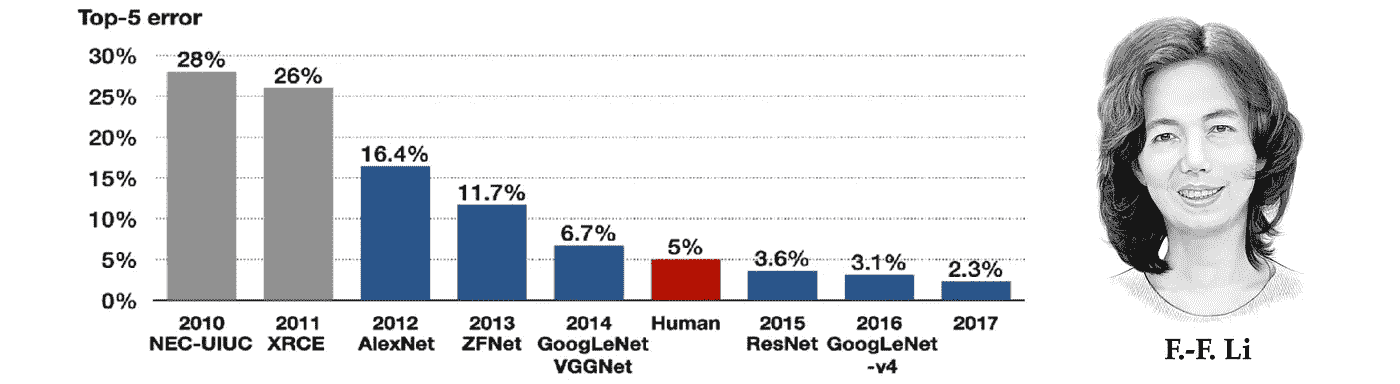 Top-5 error
30%
25%
20%
15%
10%
5%
0%
28%
26%
16.4%
11.7%
6.7%
5%
3.6%
3.1%
2.3%
2010
NEC-UIUC
2011
XRCE
2012
AlexNet
2013
ZFNet
2014
GoogLeNet
VGGNet
Human
2015
ResNet
2016
GoogLeNet
-v4
2017
F.-F. Li